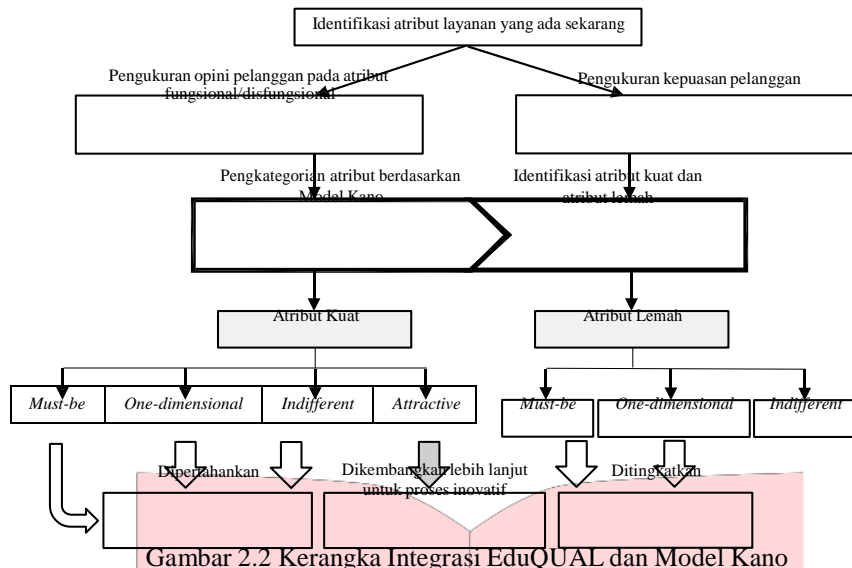 Identifikasi atribut layanan yang ada sekarang
Pengukuran opini pelanggan pada atribut
fungsional/disfungsional
Pengukuran kepuasan pelanggan
Pengkategorian atribut berdasarkan
Model Kano
Identifikasi atribut kuat dan
atribut lemah
Atribut Kuat
Atribut Lemah
Must-be
One-dimensional
Indifferent
Attractive
Must-be
One-dimensional
Indifferent
Dipertahankan
Dikembangkan lebih lanjut
untuk proses inovatif
Ditingkatkan
Gambar 2.2 Kerangka Integrasi EduQUAL dan Model Kano